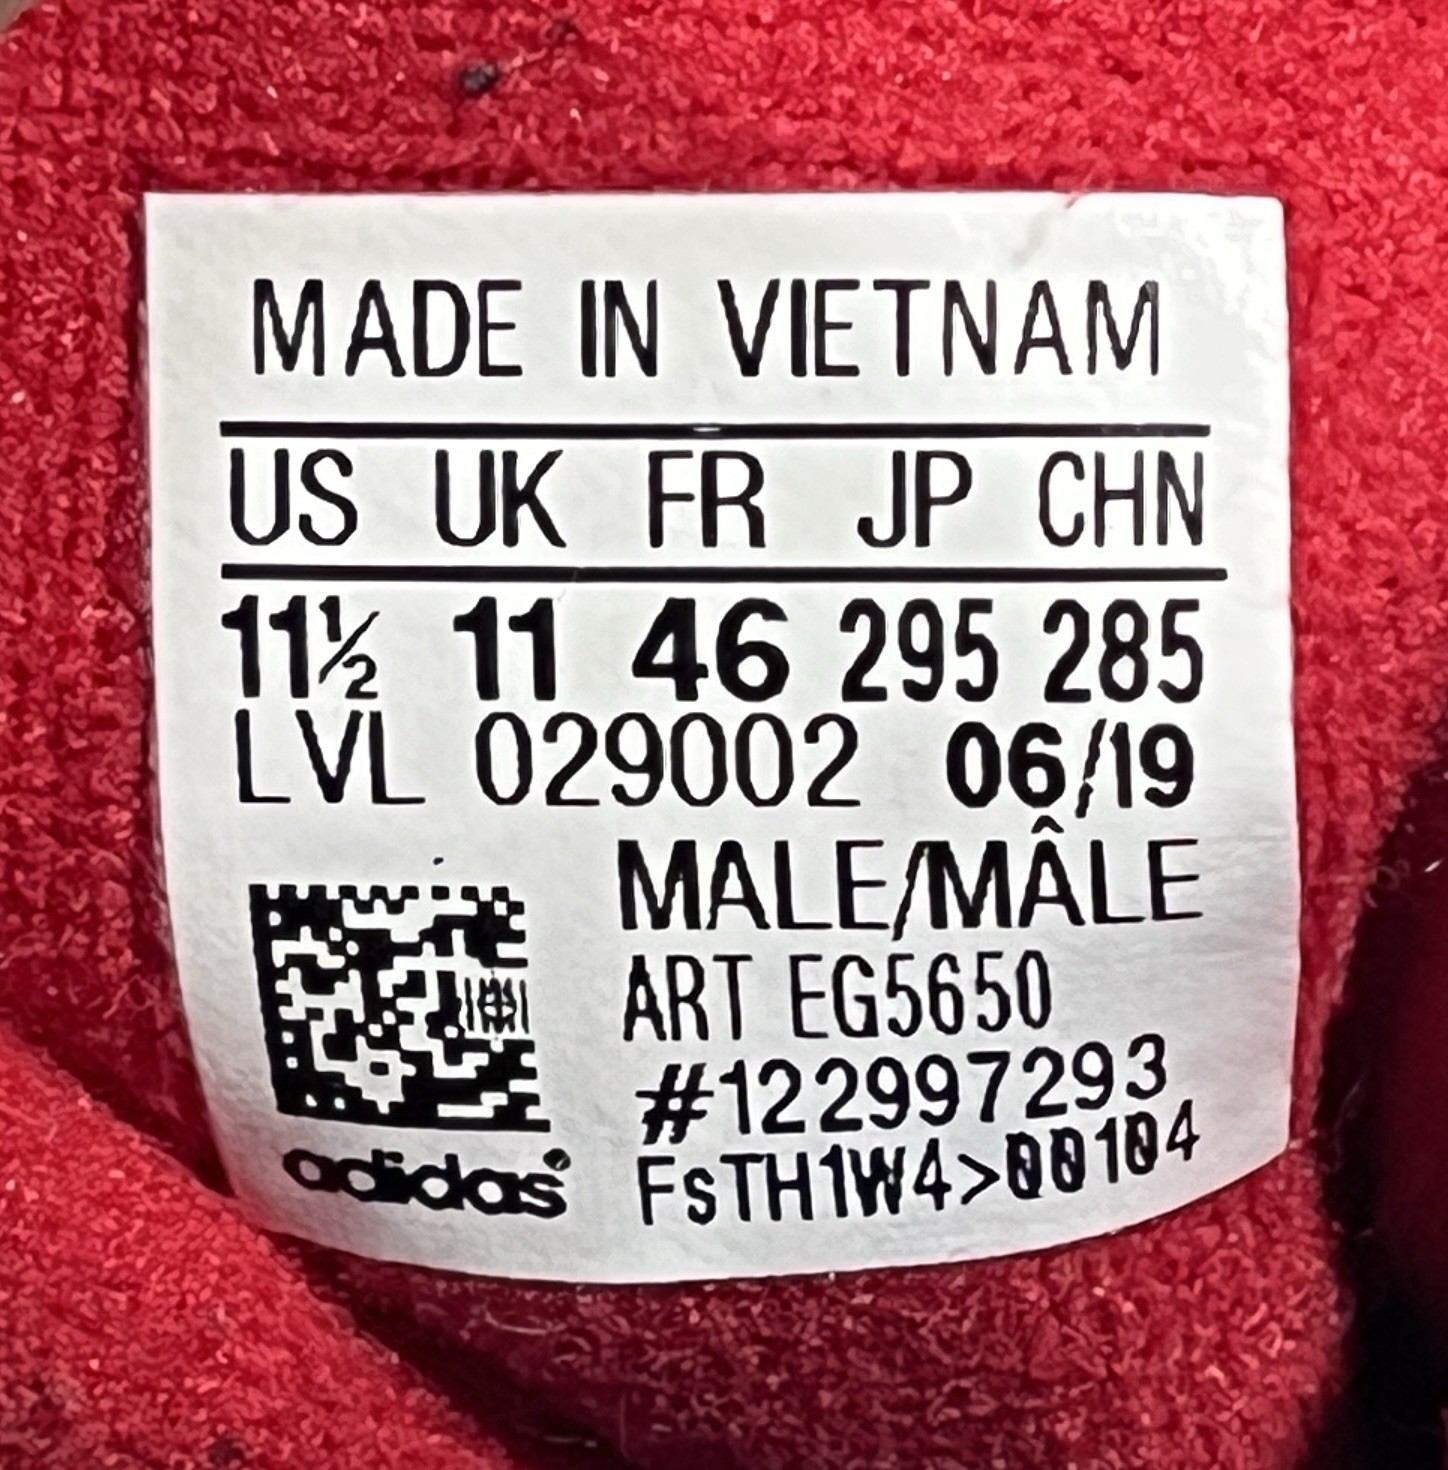 MADE IN VIETNAM
US UK FR JP CHN
11½ 11 46 295 285
LVL 029002 06/19
MALE/MÂLE
ART EG5650
#122997293
FsTH1W4>00104
adidas